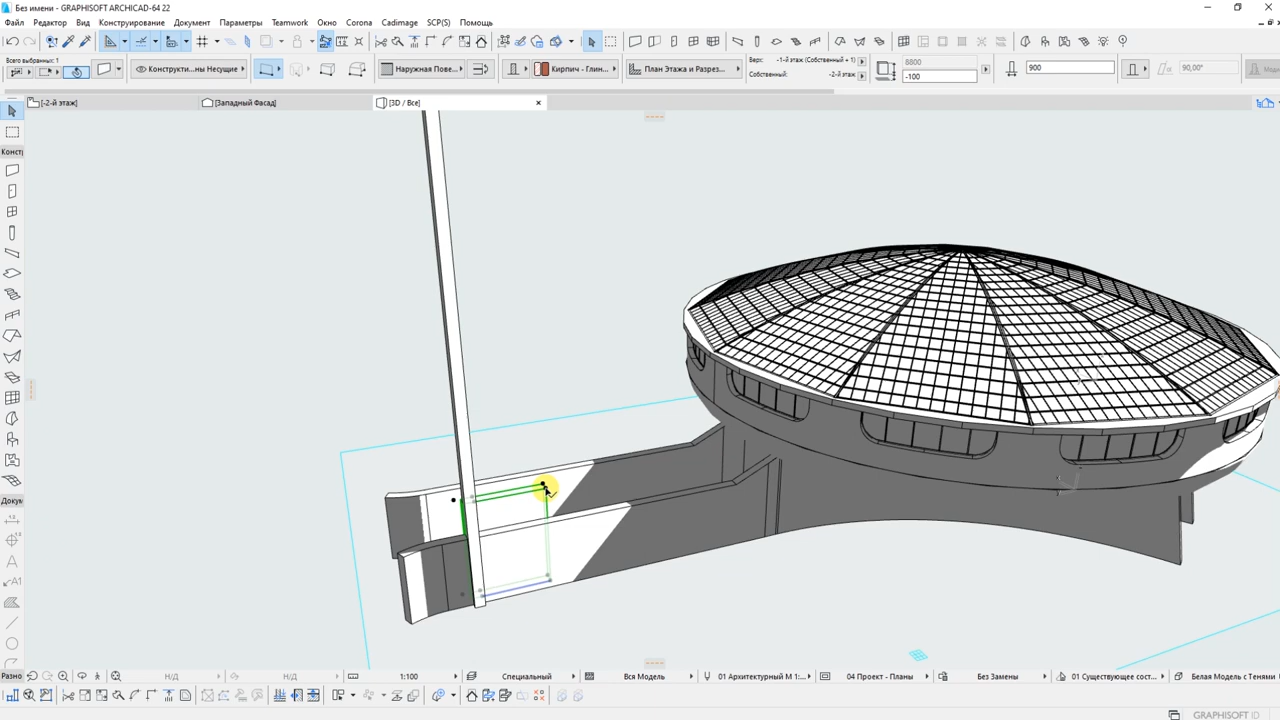 Без имени - GRAPHISOFT ARCHICAD-64 22
Файл Редактор Вид Конструирование Документ Параметры Teamwork Окно Corona Cadimage SCP(S) Помощь
Всего выбранных: 1
Конструкти...ны Несущие
Наружная Пове...
Кирпич - Глин...
План Этажа и Разрез...
Верх: -1-й этаж (Собственный + 1)
Собственный: -2-й этаж
8800
-100
900
90,00°
[-2-й этаж]
[Западный Фасад]
[3D / Все]
Констр
Докум
Разно
Н/Д
Н/Д
1:100
Специальный
Вся Модель
01 Архитектурный М 1:...
04 Проект - Планы
Без Замены
01 Существующее сост...
Белая Модель с Тенями
GRAPHISOFT ID